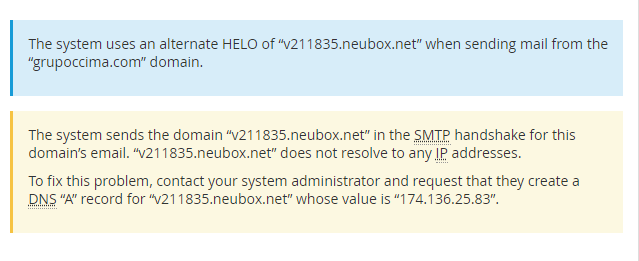 The system uses an alternate HELO of “v211835.neubox.net” when sending mail from the
“grupoccima.com” domain.
The system sends the domain “v211835.neubox.net” in the SMTP handshake for this
domain’s email. “v211835.neubox.net” does not resolve to any IP addresses.
To fix this problem, contact your system administrator and request that they create a
DNS “A” record for “v211835.neubox.net” whose value is “174.136.25.83”.